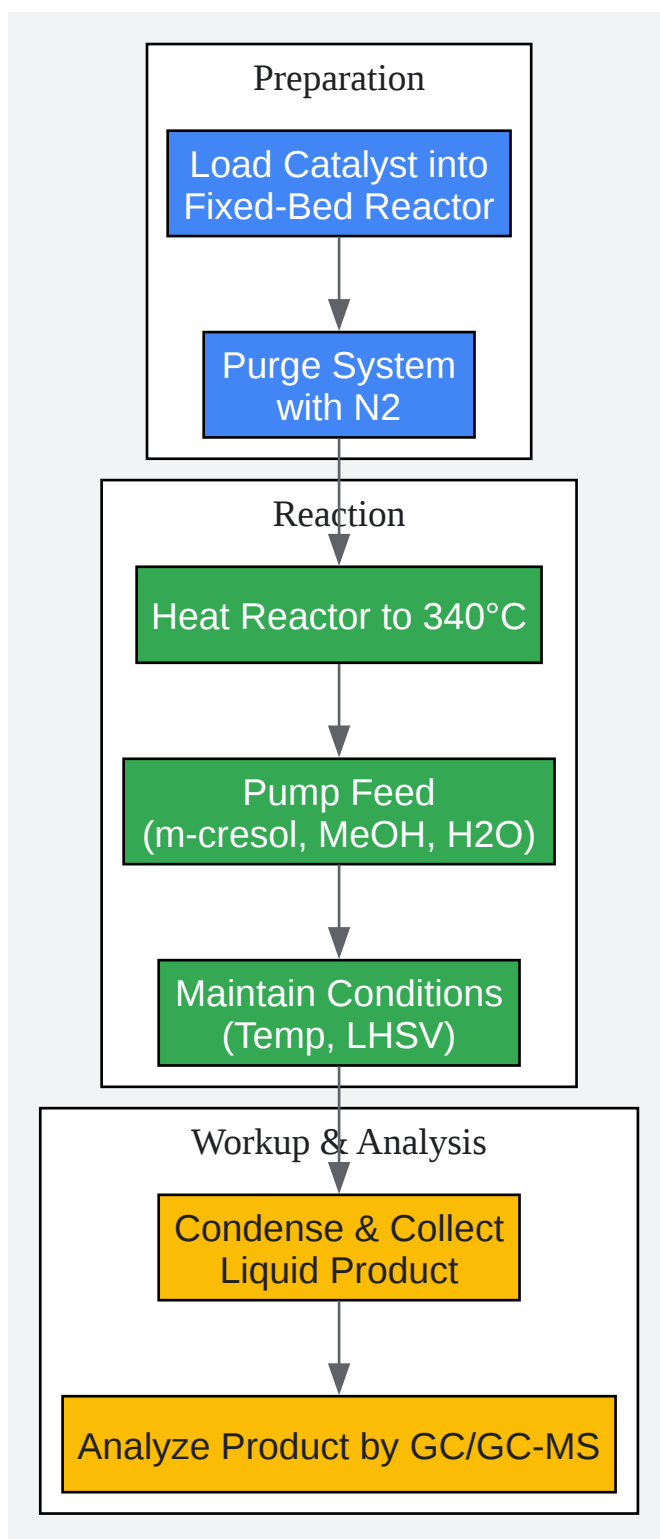 Preparation
Load Catalyst into
Fixed-Bed Reactor
Purge System
with N2
Reaction
Heat Reactor to 340°C
Pump Feed
(m-cresol, MeOH, H2O)
Maintain Conditions
(Temp, LHSV)
Workup & Analysis
Condense & Collect
Liquid Product
Analyze Product by GC/GC-MS